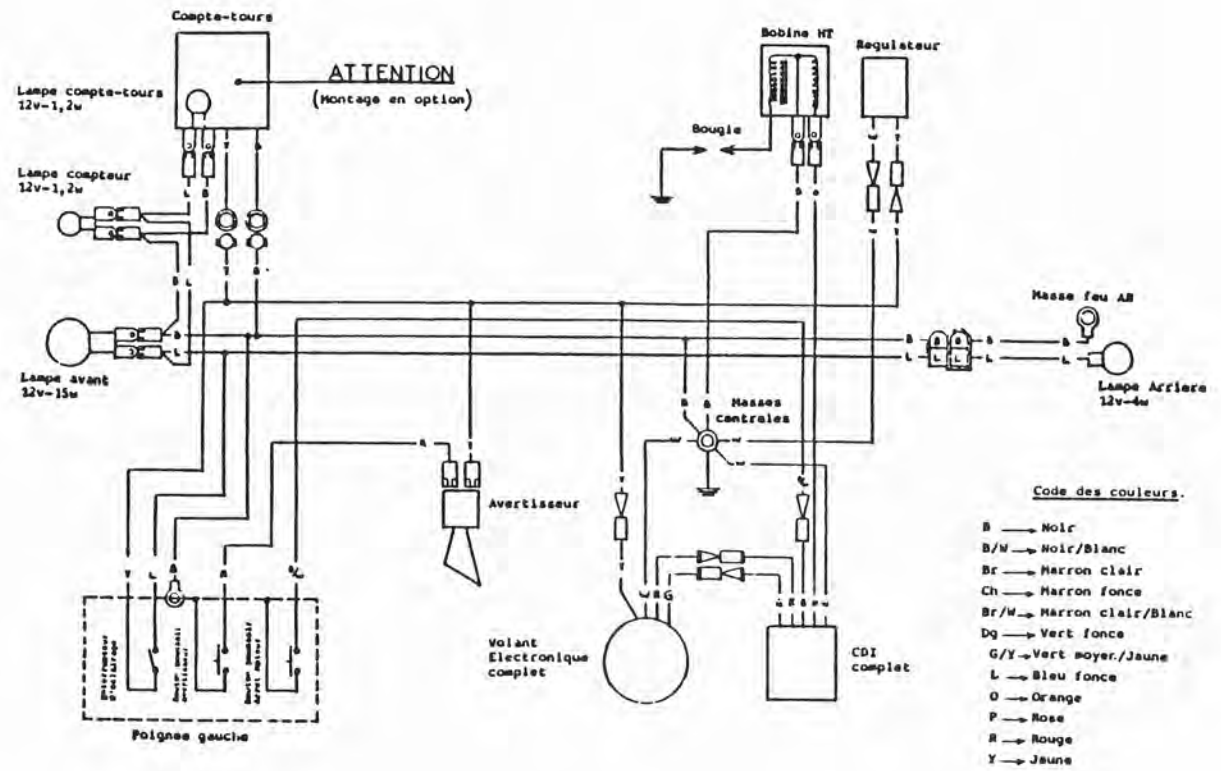 Compte-tours
ATTENTION
(Montage en option)
Lampe compte-tours
12v-1,2w
Lampe compteur
12v-1,2w
Lampe avant
12v-15w
Bobine HT
Regulateur
Bougie
Masse feu AR
Lampe Arriere
12v-4w
Masses
centrales
Avertisseur
Volant
Electronique
complet
CDI
complet
Interrupteur
D'eclairage
Poignee gauche
Code des couleurs.
B → Noir
B/W → Noir/Blanc
Br → Marron clair
Ch → Marron fonce
Br/W → Marron clair/Blanc
Dg → Vert fonce
G/Y → Vert moyer./Jaune
L → Bleu fonce
O → Orange
P → Rose
R → Rouge
Y → Jaune